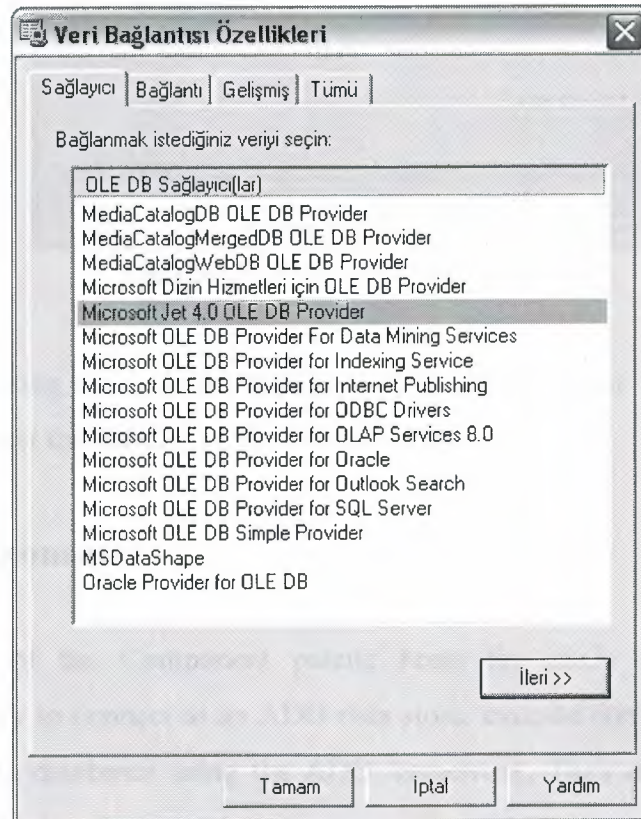 Veri Bağlantısı Özellikleri
Sağlayıcı Bağlantı Gelişmiş Tümü
Bağlanmak istediğiniz veriyi seçin:
OLE DB Sağlayıcı(lar)
MediaCatalogDB OLE DB Provider
MediaCatalogMergedDB OLE DB Provider
MediaCatalogWebDB OLE DB Provider
Microsoft Dizin Hizmetleri için OLE DB Provider
Microsoft Jet 4.0 OLE DB Provider
Microsoft OLE DB Provider For Data Mining Services
Microsoft OLE DB Provider for Indexing Service
Microsoft OLE DB Provider for Internet Publishing
Microsoft OLE DB Provider for ODBC Drivers
Microsoft OLE DB Provider for OLAP Services 8.0
Microsoft OLE DB Provider for Oracle
Microsoft OLE DB Provider for Outlook Search
Microsoft OLE DB Provider for SQL Server
Microsoft OLE DB Simple Provider
MSDataShape
Oracle Provider for OLE DB
İleri >>
Tamam İptal Yardım